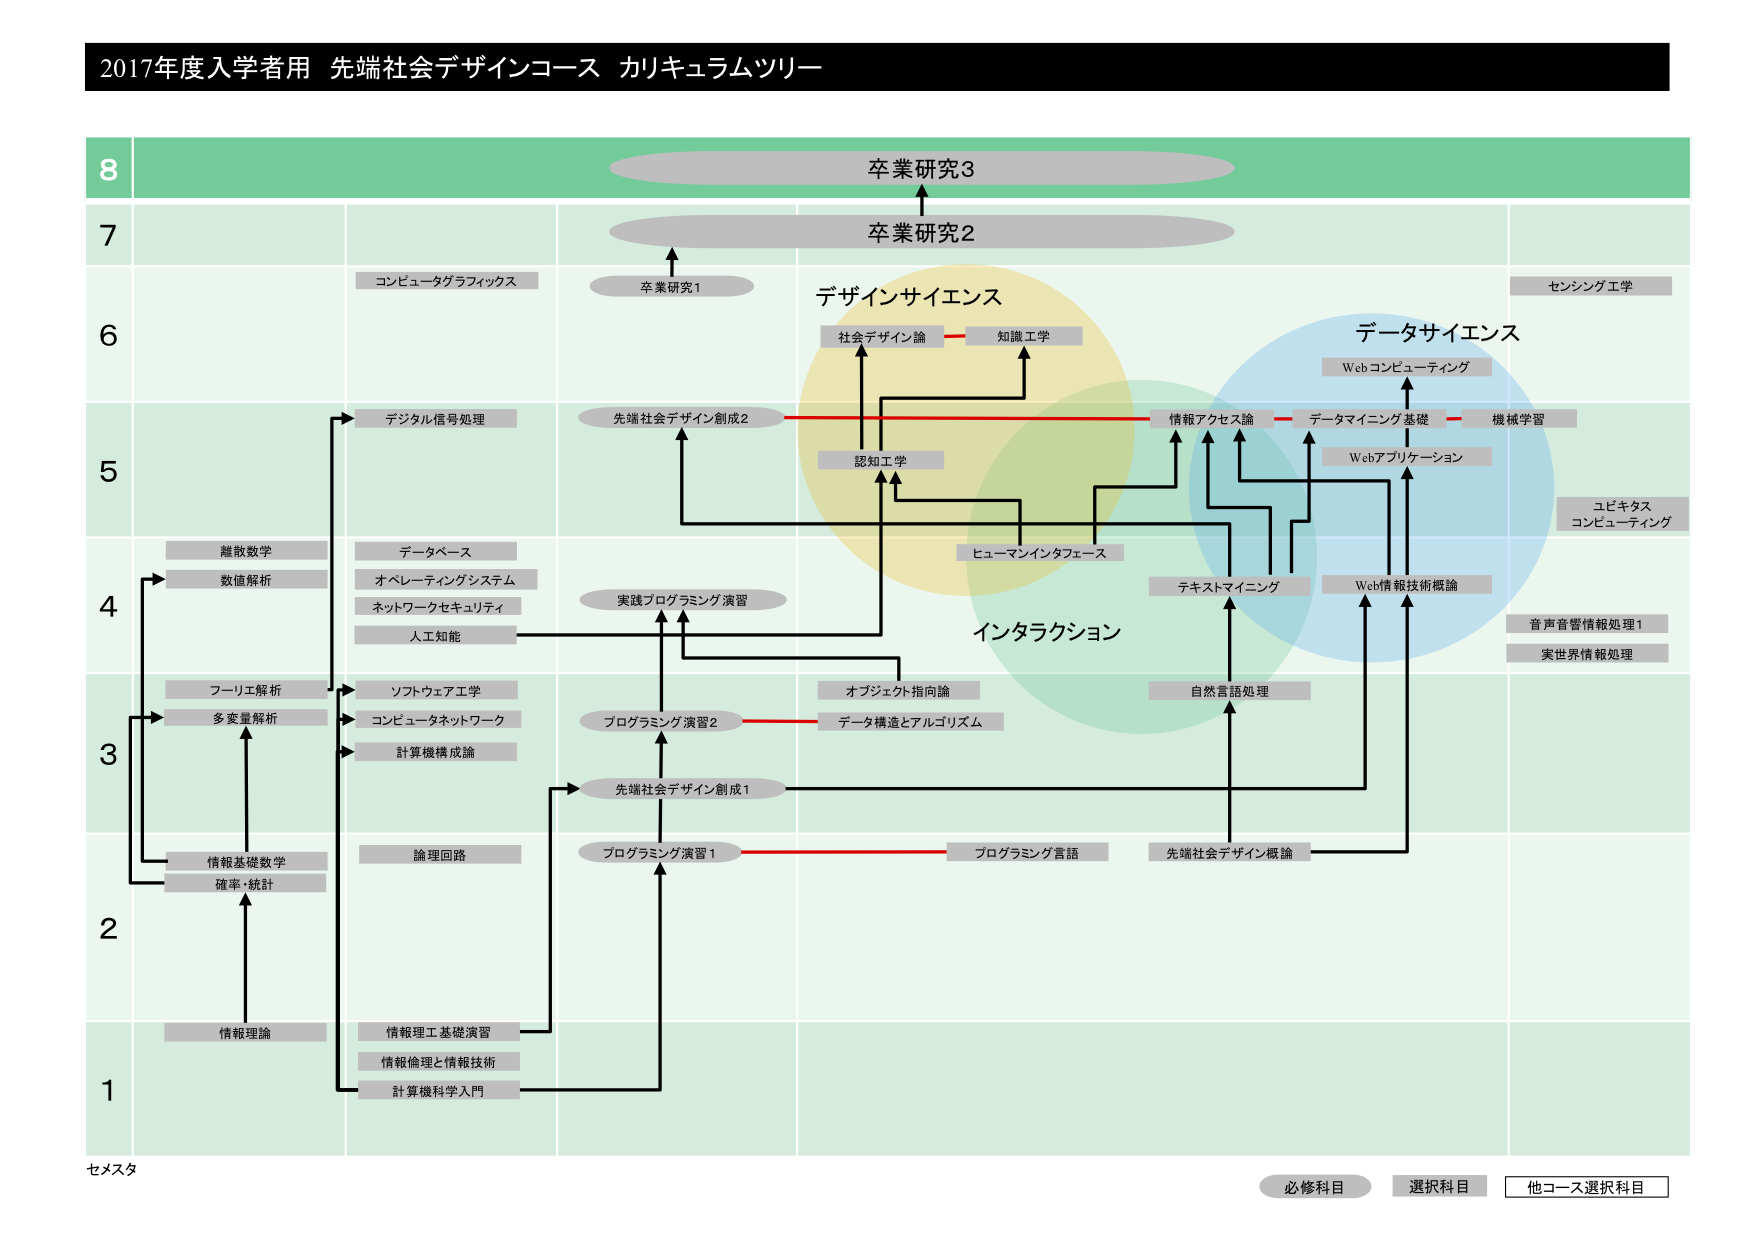 2017年度入学者用 先端社会デザインコース カリキュラムツリー
8
卒業研究3
7
卒業研究2
6
コンピュータグラフィックス
卒業研究1
デザインサイエンス
センシング工学
社会デザイン論
知識工学
データサイエンス
Webコンピューティング
5
デジタル信号処理
先端社会デザイン創成2
情報アクセス論
データマイニング基礎
機械学習
認知工学
Webアプリケーション
ユビキタス
コンピューティング
4
離散数学
データベース
ヒューマンインタフェース
数値解析
オペレーティングシステム
テキストマイニング
Web情報技術概論
ネットワークセキュリティ
実践プログラミング演習
人工知能
インタラクション
音声音響情報処理1
実世界情報処理
3
フーリエ解析
ソフトウェア工学
オブジェクト指向論
自然言語処理
多変量解析
コンピュータネットワーク
プログラミング演習2
データ構造とアルゴリズム
計算機構成論
先端社会デザイン創成1
2
情報基礎数学
論理回路
プログラミング演習1
プログラミング言語
先端社会デザイン概論
確率・統計
1
情報理論
情報理工基礎演習
情報倫理と情報技術
計算機科学入門
セメスタ
必修科目
選択科目
他コース選択科目